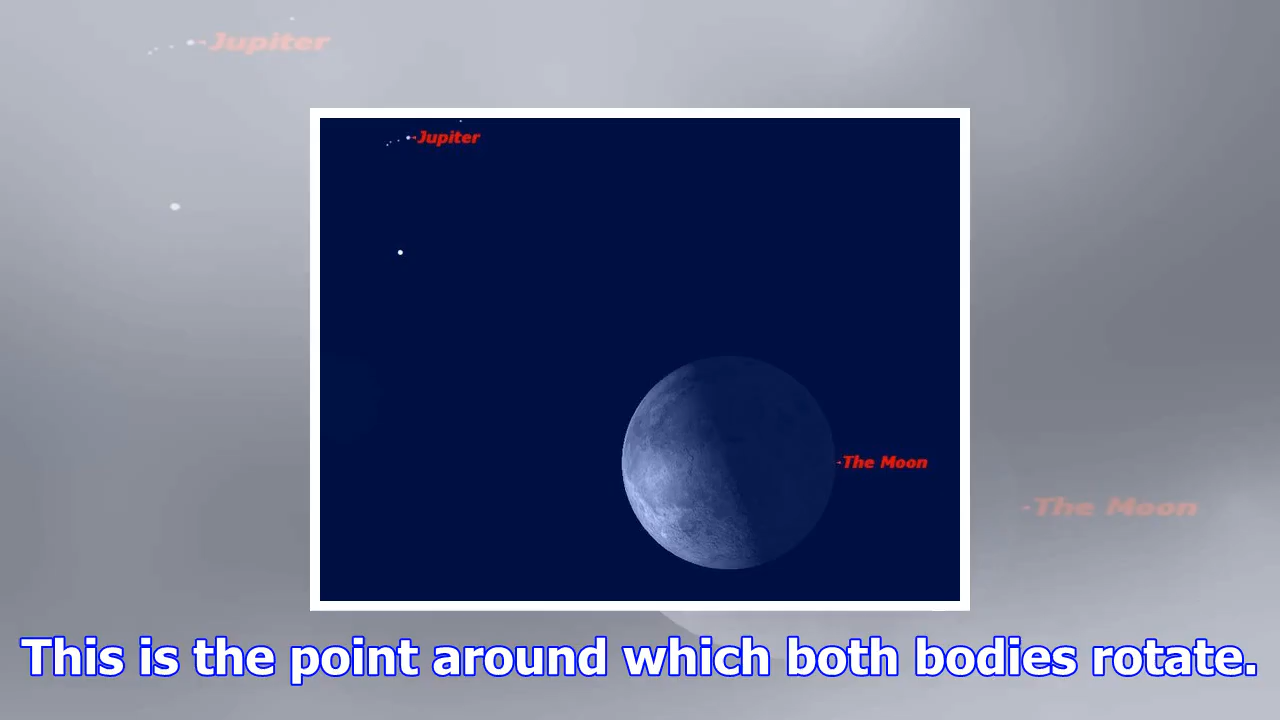 -Jupiter
-Jupiter
-The Moon
-The Moon
This is the point around which both bodies rotate.